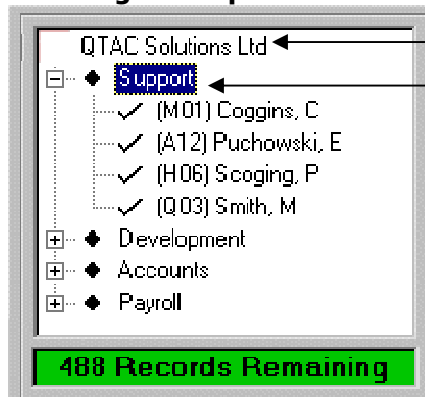 QTAC Solutions Ltd
Support
(M01) Coggins, C
(A12) Puchowski, E
(H06) Scoging, P
(Q03) Smith, M
Development
Accounts
Payroll
488 Records Remaining